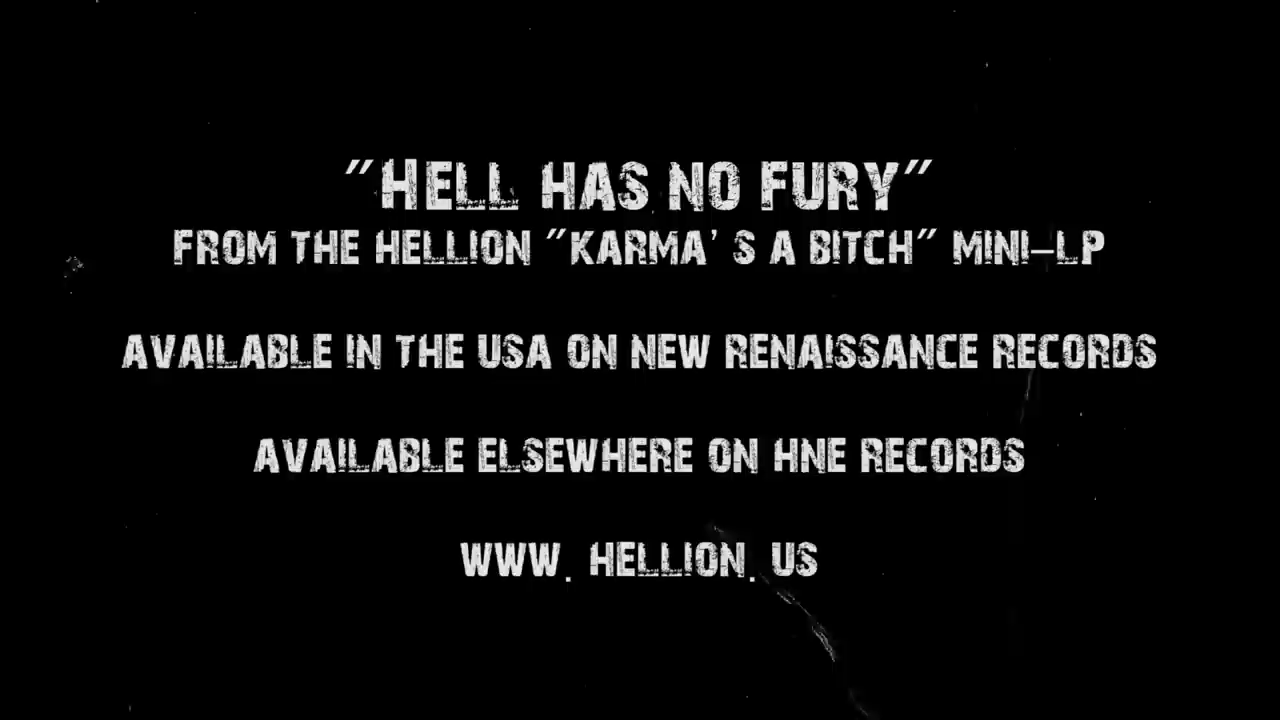 "HELL HAS NO FURY"
FROM THE HELLION "KARMA'S A BITCH" MINI-LP
AVAILABLE IN THE USA ON NEW RENAISSANCE RECORDS
AVAILABLE ELSEWHERE ON HNE RECORDS
WWW.HELLION.US